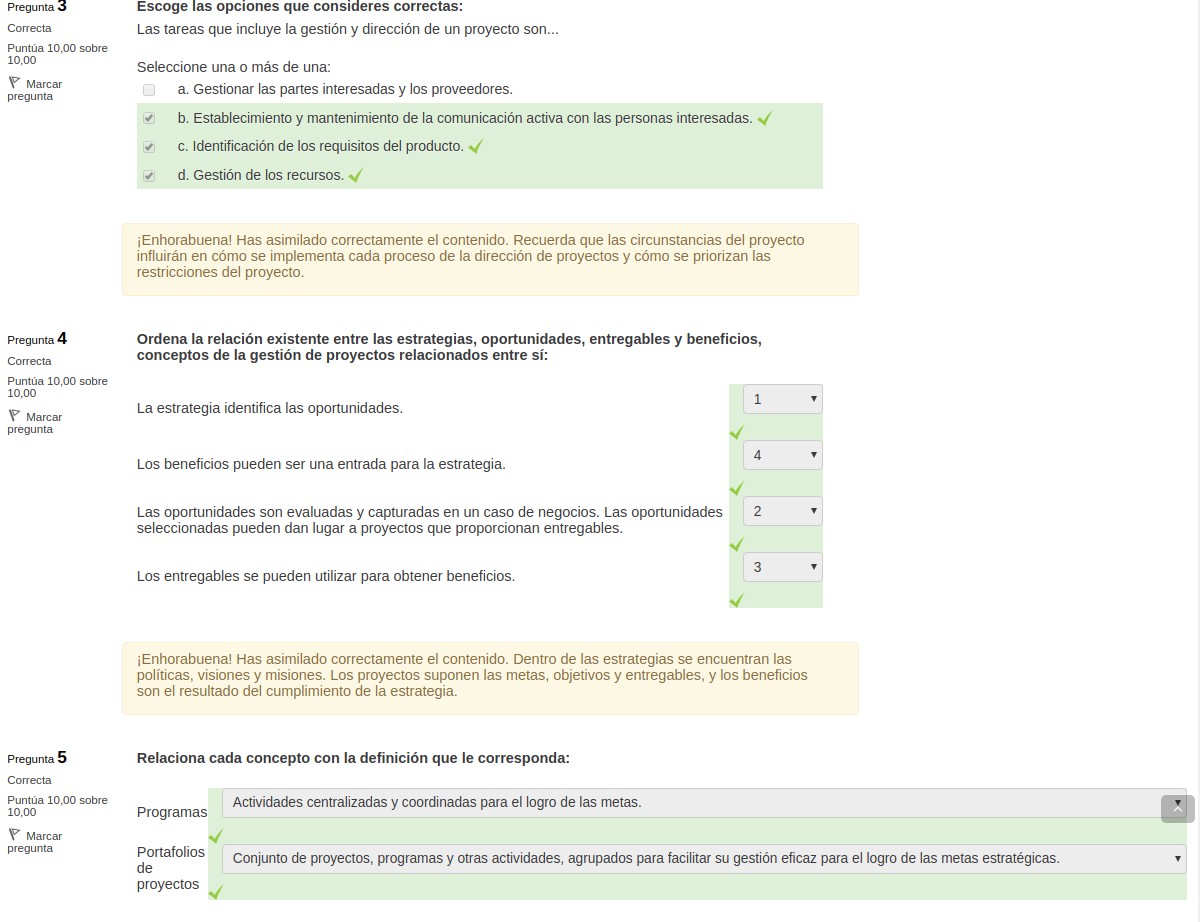 Pregunta 3
Correcta
Puntúa 10,00 sobre
10,00
Marcar
pregunta
Escoge las opciones que consideres correctas:
Las tareas que incluye la gestión y dirección de un proyecto son...
Seleccione una o más de una:
a. Gestionar las partes interesadas y los proveedores.
b. Establecimiento y mantenimiento de la comunicación activa con las personas interesadas.
c. Identificación de los requisitos del producto.
d. Gestión de los recursos.
¡Enhorabuena! Has asimilado correctamente el contenido. Recuerda que las circunstancias del proyecto
influirán en cómo se implementa cada proceso de la dirección de proyectos y cómo se priorizan las
restricciones del proyecto.
Pregunta 4
Correcta
Puntúa 10,00 sobre
10,00
Marcar
pregunta
Ordena la relación existente entre las estrategias, oportunidades, entregables y beneficios,
conceptos de la gestión de proyectos relacionados entre sí:
La estrategia identifica las oportunidades.
1
Los beneficios pueden ser una entrada para la estrategia.
4
Las oportunidades son evaluadas y capturadas en un caso de negocios. Las oportunidades
seleccionadas pueden dan lugar a proyectos que proporcionan entregables.
2
Los entregables se pueden utilizar para obtener beneficios.
3
¡Enhorabuena! Has asimilado correctamente el contenido. Dentro de las estrategias se encuentran las
políticas, visiones y misiones. Los proyectos suponen las metas, objetivos y entregables, y los beneficios
son el resultado del cumplimiento de la estrategia.
Pregunta 5
Correcta
Puntúa 10,00 sobre
10,00
Marcar
pregunta
Relaciona cada concepto con la definición que le corresponda:
Programas
Actividades centralizadas y coordinadas para el logro de las metas.
Portafolios
de
proyectos
Conjunto de proyectos, programas y otras actividades, agrupados para facilitar su gestión eficaz para el logro de las metas estratégicas.